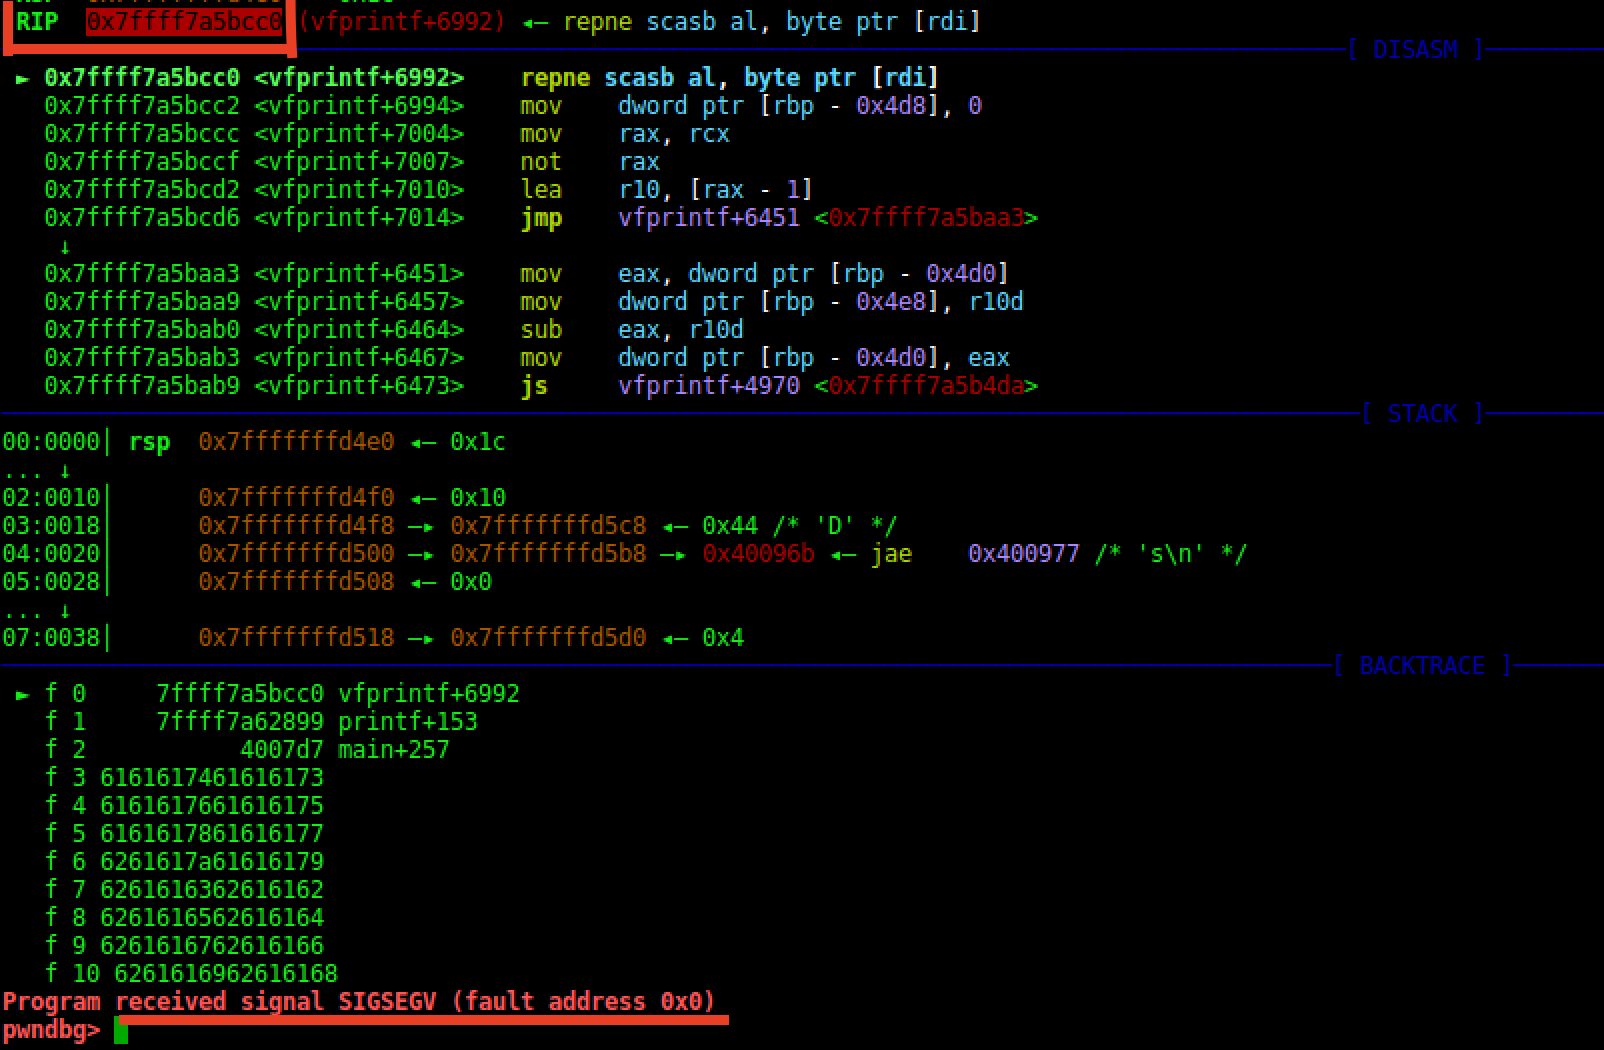 RIP 0x7ffff7a5bcc0 (vfprintf+6992) ◂— repne scasb al, byte ptr [rdi]
[ DISASM ]
► 0x7ffff7a5bcc0 <vfprintf+6992> repne scasb al, byte ptr [rdi]
0x7ffff7a5bcc2 <vfprintf+6994> mov dword ptr [rbp - 0x4d8], 0
0x7ffff7a5bccc <vfprintf+7004> mov rax, rcx
0x7ffff7a5bccf <vfprintf+7007> not rax
0x7ffff7a5bcd2 <vfprintf+7010> lea r10, [rax - 1]
0x7ffff7a5bcd6 <vfprintf+7014> jmp vfprintf+6451 <0x7ffff7a5baa3>
↓
0x7ffff7a5baa3 <vfprintf+6451> mov eax, dword ptr [rbp - 0x4d0]
0x7ffff7a5baa9 <vfprintf+6457> mov dword ptr [rbp - 0x4e8], r10d
0x7ffff7a5bab0 <vfprintf+6464> sub eax, r10d
0x7ffff7a5bab3 <vfprintf+6467> mov dword ptr [rbp - 0x4d0], eax
0x7ffff7a5bab9 <vfprintf+6473> js vfprintf+4970 <0x7ffff7a5b4da>
[ STACK ]
00:0000│ rsp 0x7fffffffd4e0 ◂— 0x1c
... ↓
02:0010│ 0x7fffffffd4f0 ◂— 0x10
03:0018│ 0x7fffffffd4f8 —▸ 0x7fffffffd5c8 ◂— 0x44 /* 'D' */
04:0020│ 0x7fffffffd500 —▸ 0x7fffffffd5b8 —▸ 0x40096b ◂— jae 0x400977 /* 's\n' */
05:0028│ 0x7fffffffd508 ◂— 0x0
... ↓
07:0038│ 0x7fffffffd518 —▸ 0x7fffffffd5d0 ◂— 0x4
[ BACKTRACE ]
► f 0 7ffff7a5bcc0 vfprintf+6992
f 1 7ffff7a62899 printf+153
f 2 4007d7 main+257
f 3 6161617461616173
f 4 6161617661616175
f 5 6161617861616177
f 6 6261617a61616179
f 7 6261616362616162
f 8 6261616562616164
f 9 6261616762616166
f 10 6261616962616168
Program received signal SIGSEGV (fault address 0x0)
pwndbg>